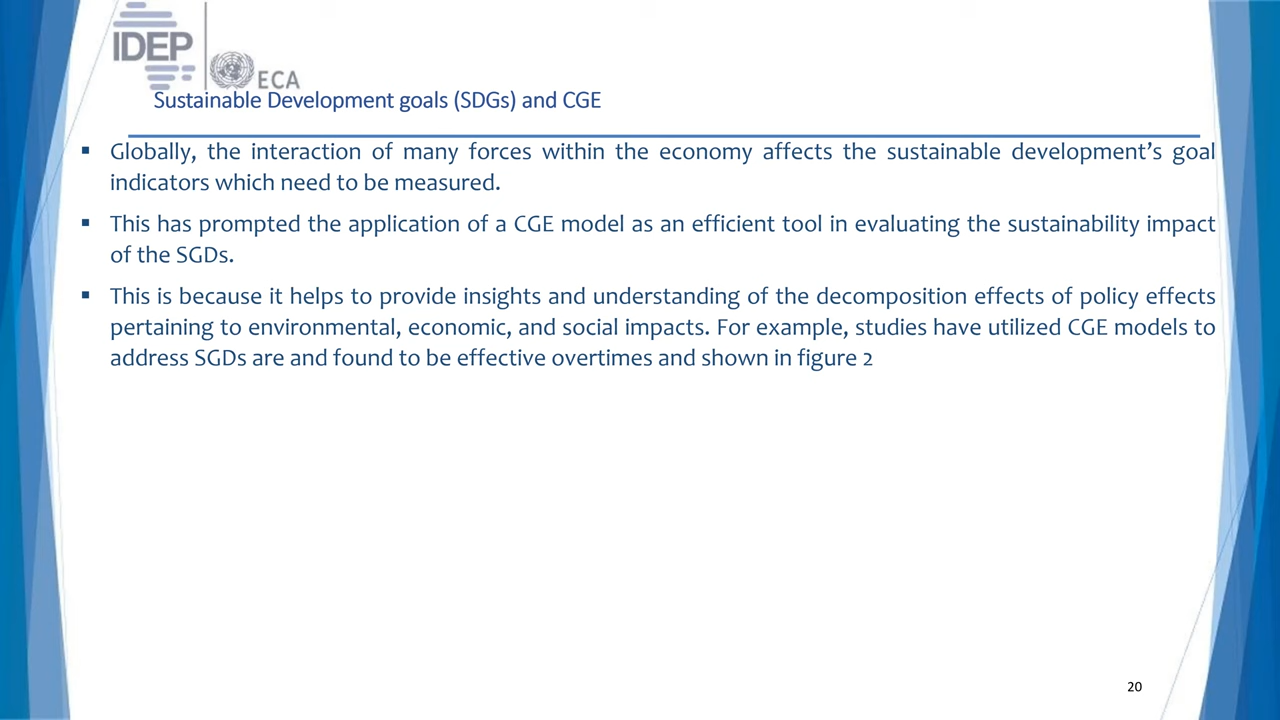 IDEP
ECA
Sustainable Development goals (SDGs) and CGE
▪ Globally, the interaction of many forces within the economy affects the sustainable development’s goal
indicators which need to be measured.
▪ This has prompted the application of a CGE model as an efficient tool in evaluating the sustainability impact
of the SGDs.
▪ This is because it helps to provide insights and understanding of the decomposition effects of policy effects
pertaining to environmental, economic, and social impacts. For example, studies have utilized CGE models to
address SGDs are and found to be effective overtimes and shown in figure 2
20